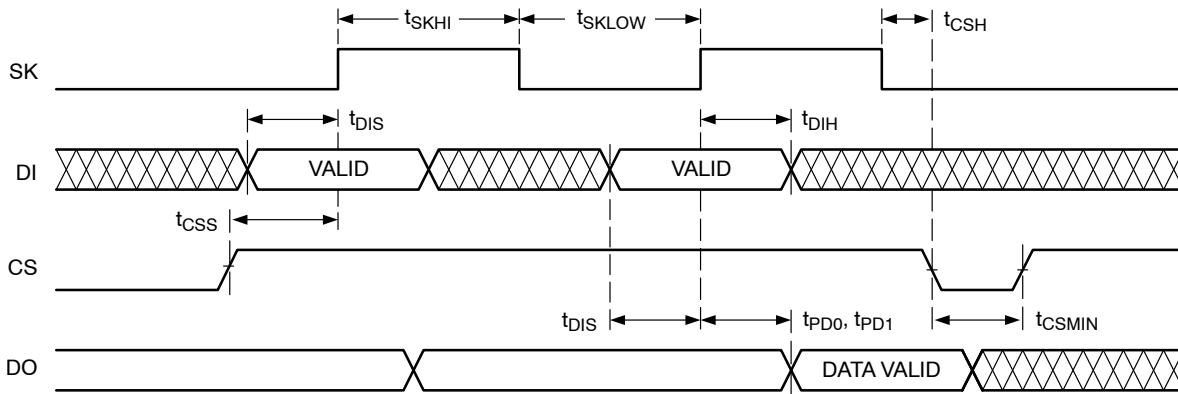 tSKHI tSKLOW tCSH
SK
tDIS tDIH
DI VALID VALID
tCSS
CS
tDIS tPD0, tPD1 tCSMIN
DO DATA VALID